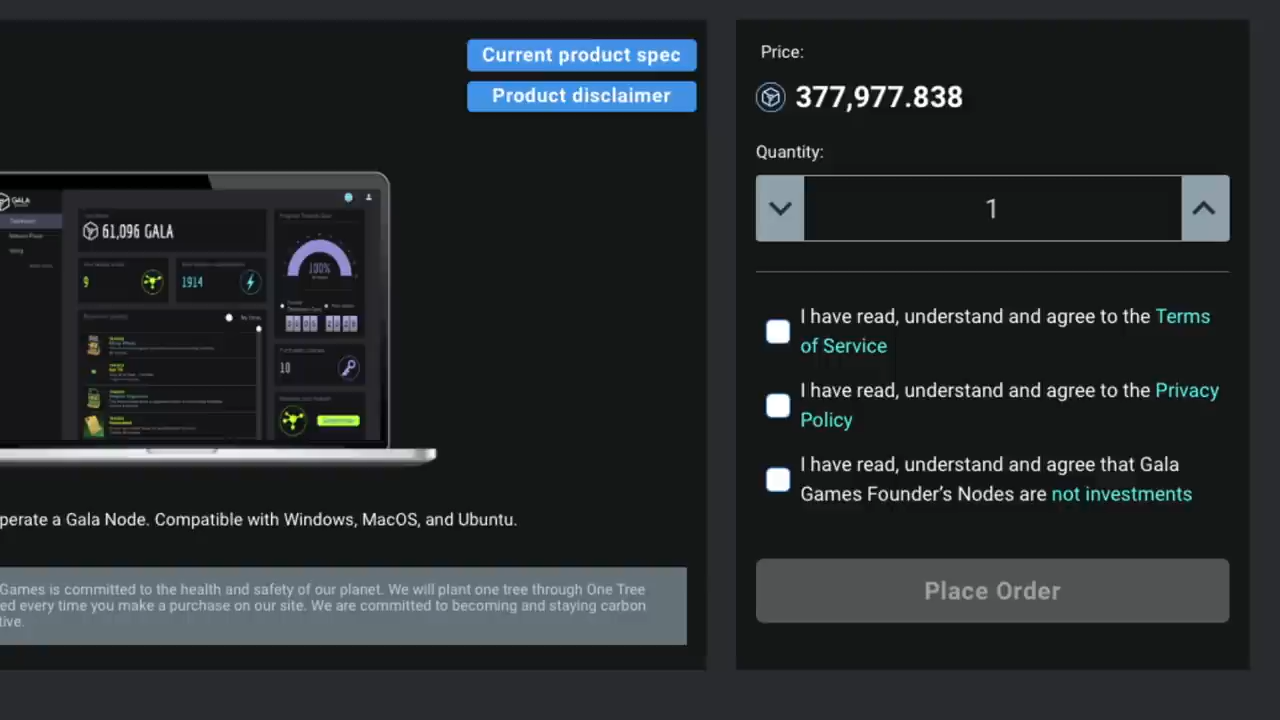 Current product spec
Product disclaimer
GALA
61,096 GALA
9
1914
100%
10
perate a Gala Node. Compatible with Windows, MacOS, and Ubuntu.
Games is committed to the health and safety of our planet. We will plant one tree through One Tree
ed every time you make a purchase on our site. We are committed to becoming and staying carbon
tive.
Price:
377,977.838
Quantity:
1
I have read, understand and agree to the Terms
of Service
I have read, understand and agree to the Privacy
Policy
I have read, understand and agree that Gala
Games Founder’s Nodes are not investments
Place Order